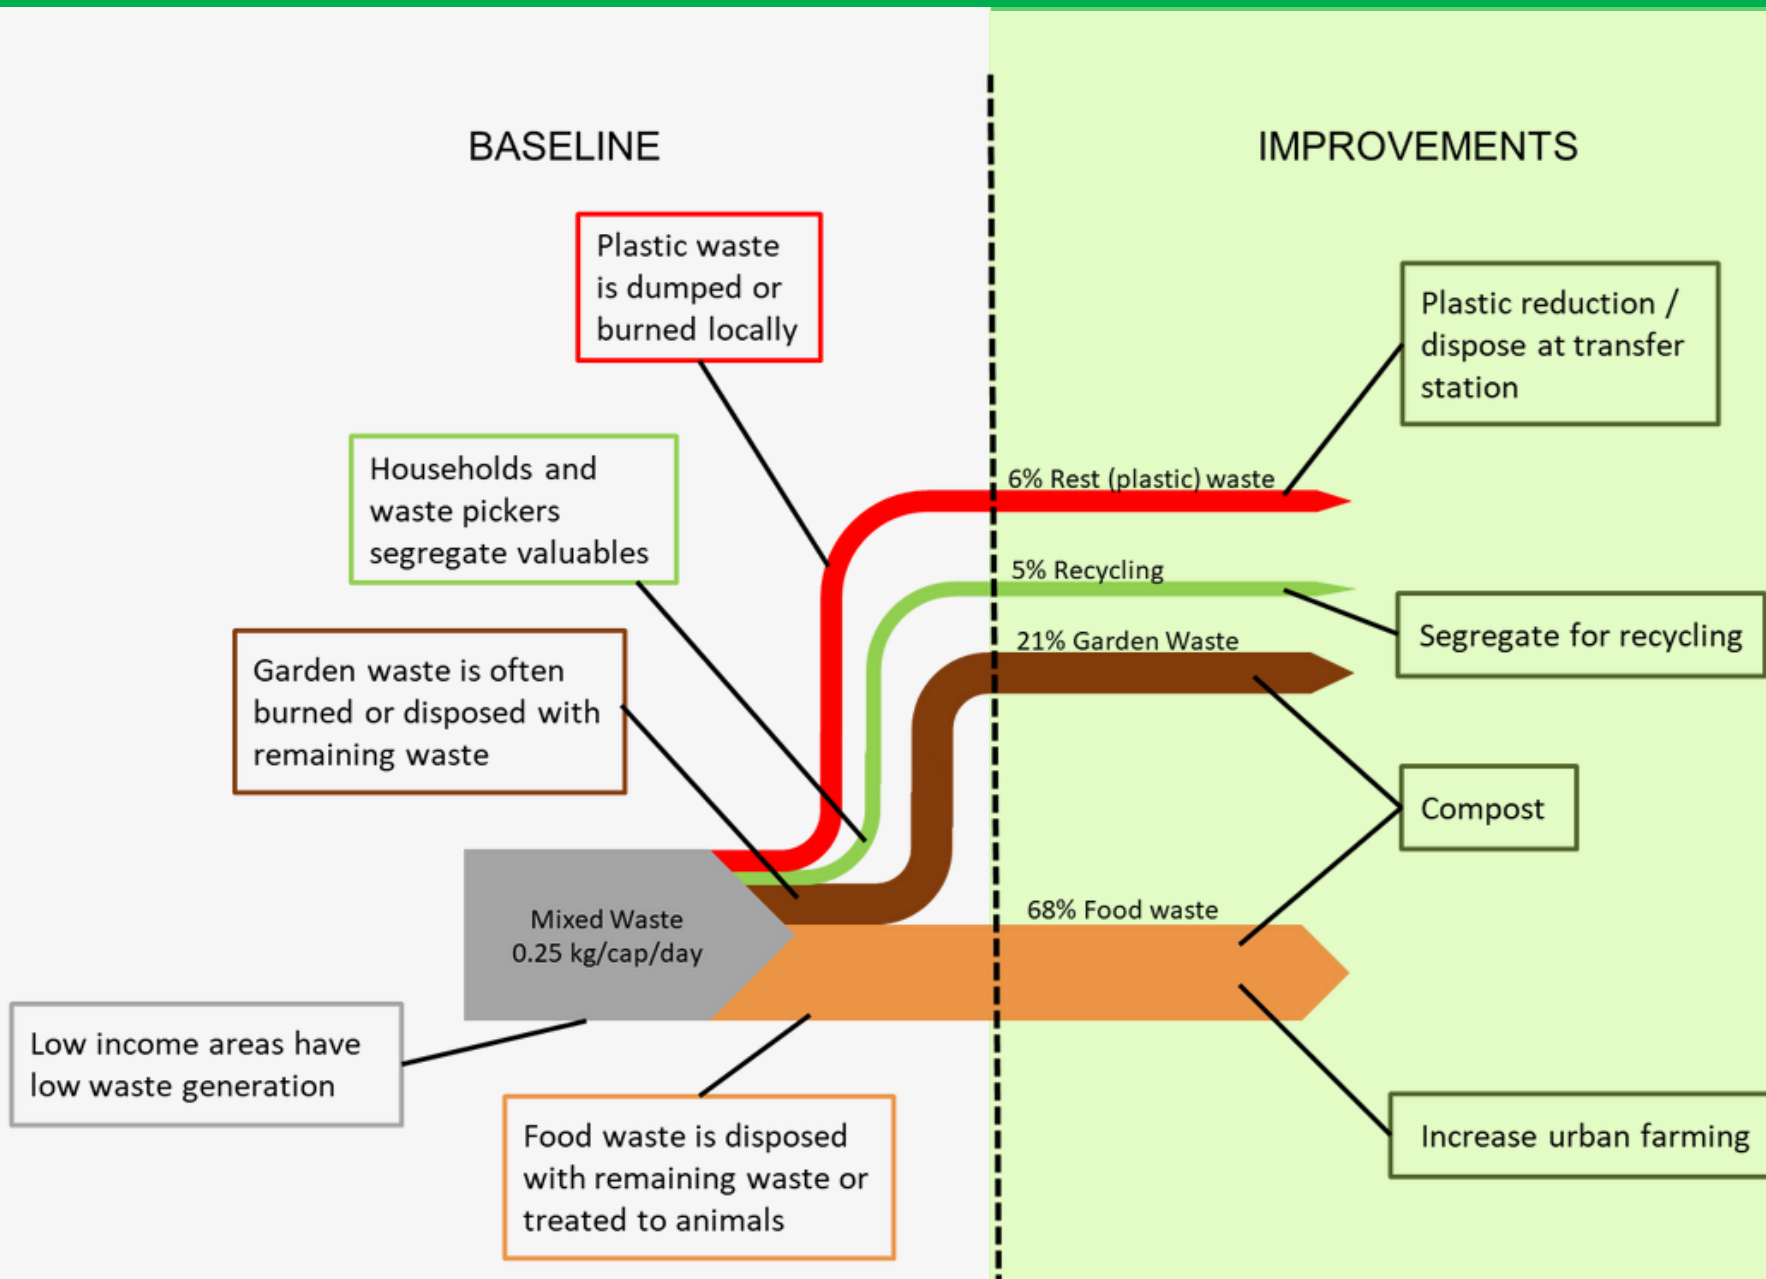 BASELINE
IMPROVEMENTS
Plastic waste
is dumped or
burned locally
Households and
waste pickers
segregate valuables
Garden waste is often
burned or disposed with
remaining waste
Mixed Waste
0.25 kg/cap/day
Low income areas have
low waste generation
Food waste is disposed
with remaining waste or
treated to animals
Plastic reduction /
dispose at transfer
station
6% Rest (plastic) waste
5% Recycling
Segregate for recycling
21% Garden Waste
Compost
68% Food waste
Increase urban farming